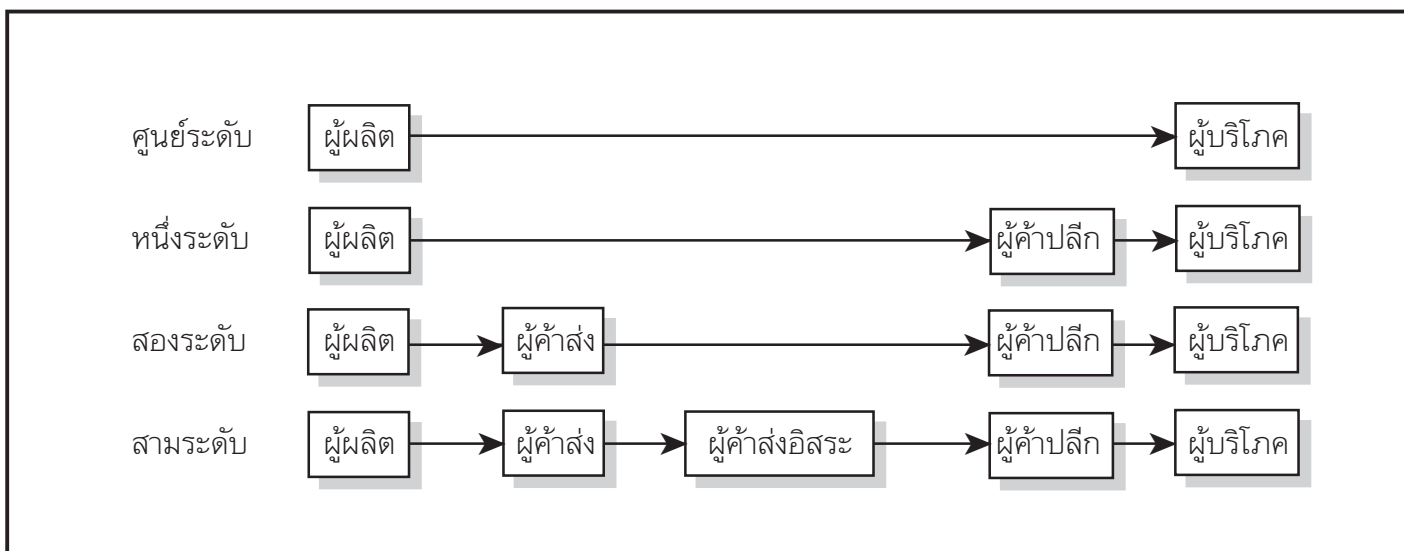 ศูนย์ระดับ ผู้ผลิต ผู้บริโภค
หนึ่งระดับ ผู้ผลิต ผู้ค้าปลีก ผู้บริโภค
สองระดับ ผู้ผลิต ผู้ค้าส่ง ผู้ค้าปลีก ผู้บริโภค
สามระดับ ผู้ผลิต ผู้ค้าส่ง ผู้ค้าส่งอิสระ ผู้ค้าปลีก ผู้บริโภค